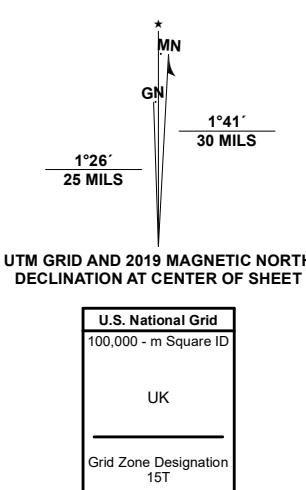 MN
GN
1°41´
30 MILS
1°26´
25 MILS
UTM GRID AND 2019 MAGNETIC NORTH
DECLINATION AT CENTER OF SHEET
U.S. National Grid
100,000 - m Square ID
UK
Grid Zone Designation
15T